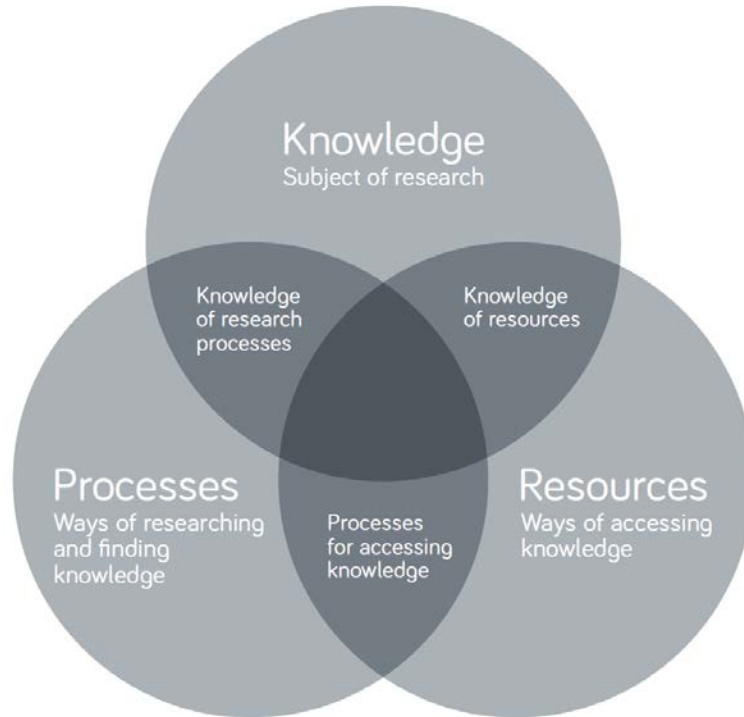 Knowledge
Subject of research
Knowledge
of research
processes
Knowledge
of resources
Processes
Ways of researching
and finding
knowledge
Processes
for accessing
knowledge
Resources
Ways of accessing
knowledge